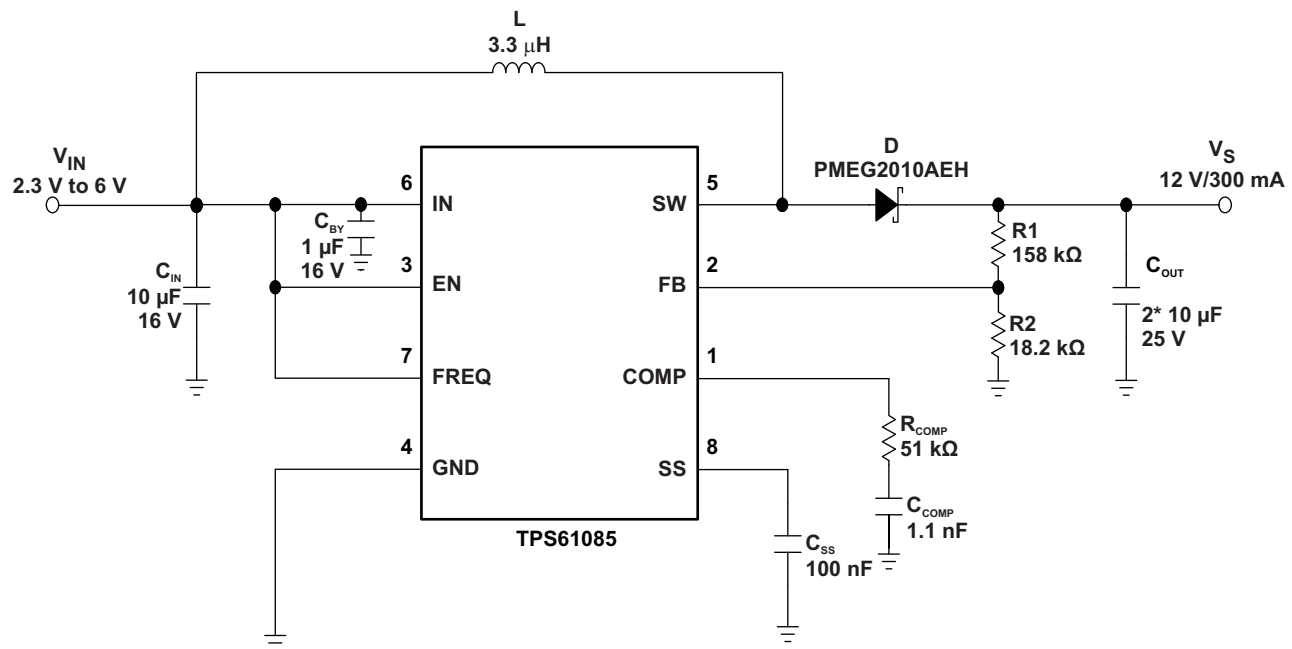 L
3.3 μH
V_IN
2.3 V to 6 V
D
PMEG2010AEH
V_S
12 V/300 mA
6
IN
SW
5
C_BY
1 µF
16 V
R1
158 kΩ
3
EN
FB
2
C_IN
10 µF
16 V
C_OUT
2* 10 µF
25 V
R2
18.2 kΩ
7
FREQ
COMP
1
R_COMP
51 kΩ
4
GND
SS
8
C_COMP
1.1 nF
TPS61085
C_SS
100 nF